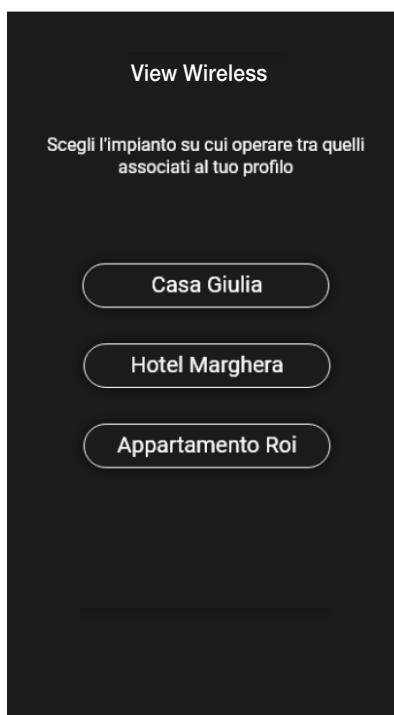 View Wireless
Scegli l'impianto su cui operare tra quelli
associati al tuo profilo
Casa Giulia
Hotel Marghera
Appartamento Roi